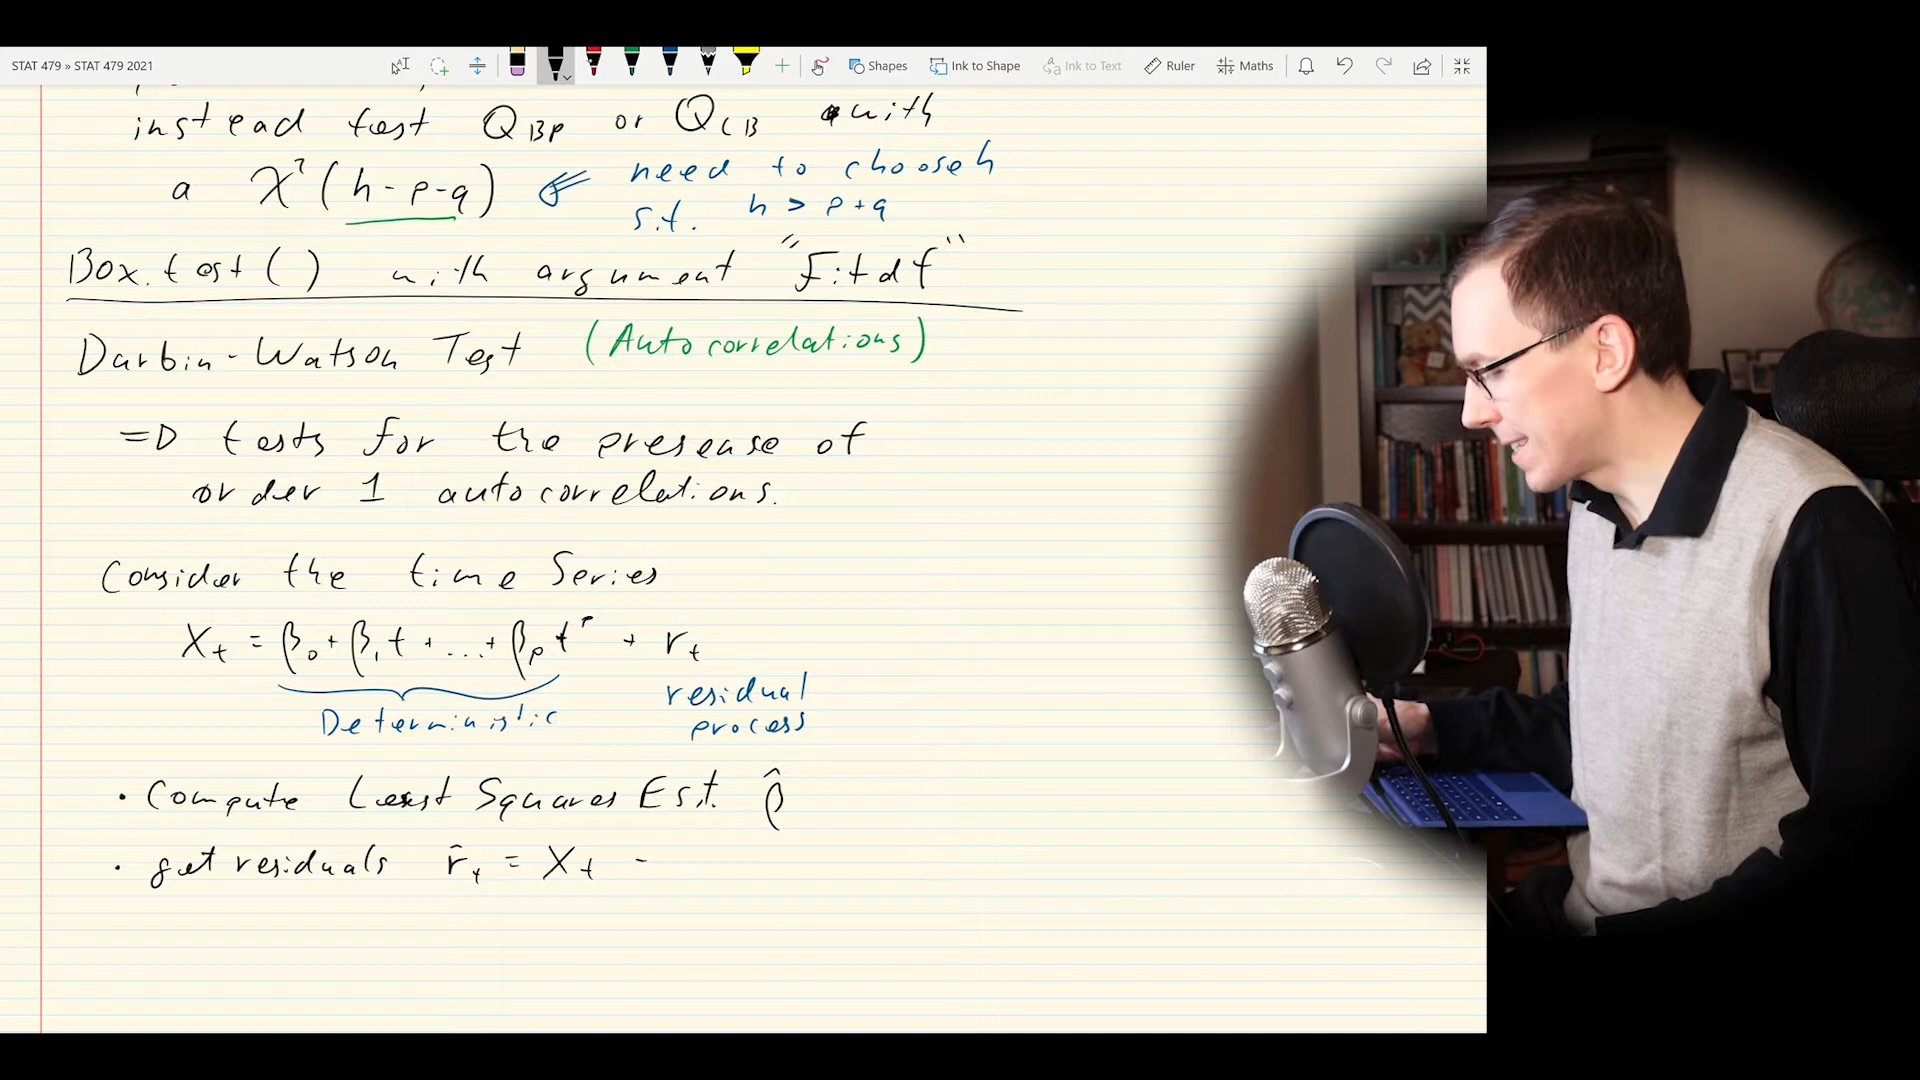 STAT 479 » STAT 2021
Shapes Ink to Shape Ink to Text Ruler Maths
instead test Q_BP or Q_LB with
a χ²(h-p-q) need to choose h
s.t. h > p+q
Box.test() with argument "Fitdf"
Durbin-Watson Test (Autocorrelations)
=D tests for the presease of
order 1 autocorrelations.
Consider the time Series
X_t = β_0 + β_1 t + ... + β_p t^p + r_t
Deterministic residual
process
• Compute Least Squares Est. β̂
• get residuals r̂_t = X_t -